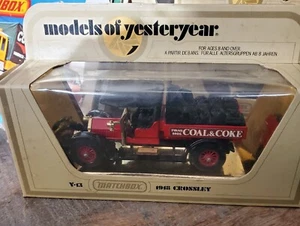 MATCHBOX
models of yesteryear
FOR AGES 8 AND OVER
A PARTIR DE 8 ANS. FÜR ALLE ALTERSGRUPPEN AB 8 JAHREN
COAL & COKE
Y-13
MATCHBOX
1918 CROSSLEY